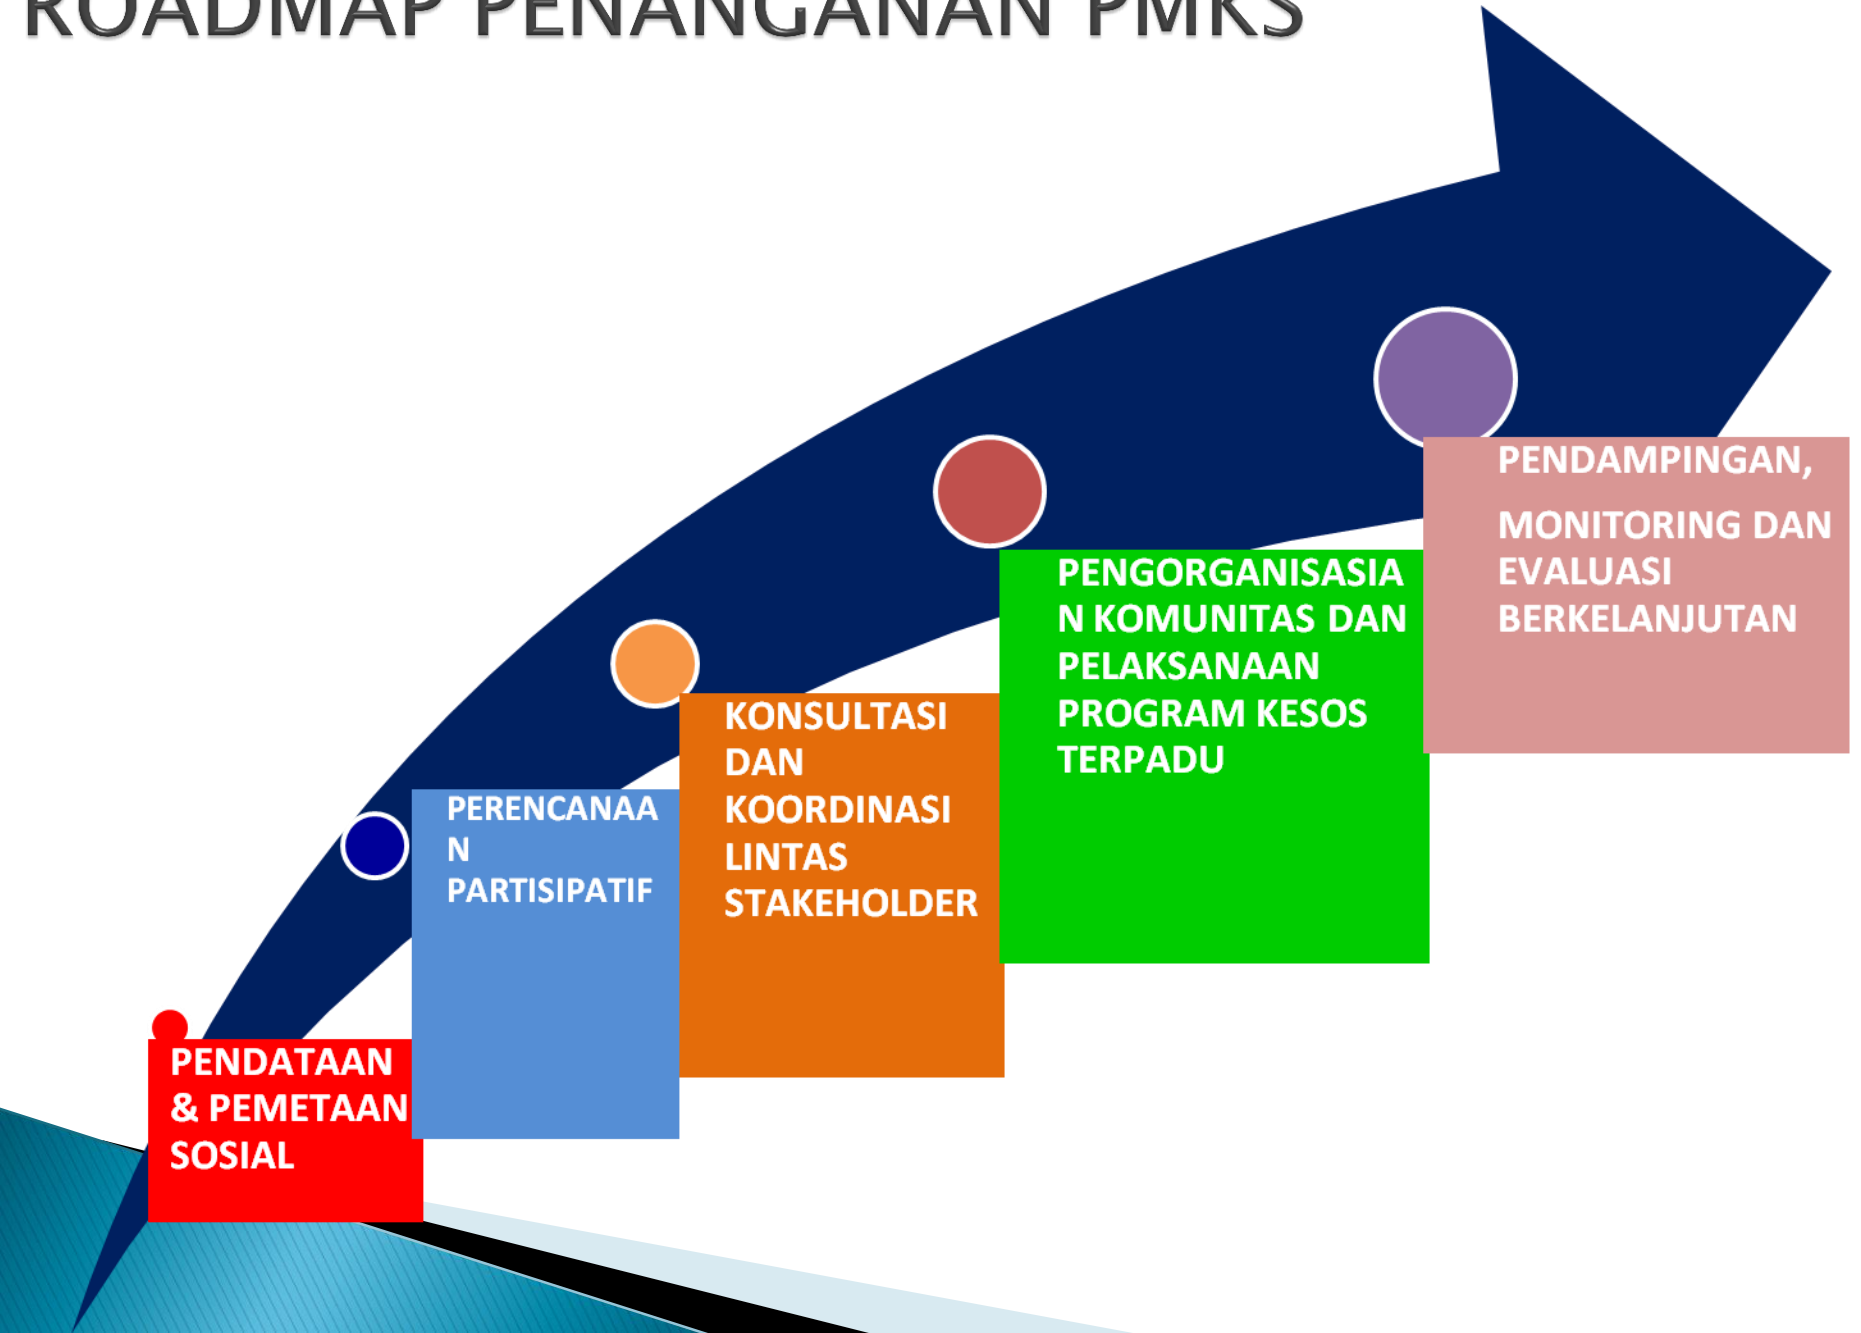 ROADMAP PENANGANAN PMKS
PENDAMPINGAN,
MONITORING DAN
EVALUASI
BERKELANJUTAN
PENGORGANISASIA
N KOMUNITAS DAN
PELAKSANAAN
PROGRAM KESOS
TERPADU
KONSULTASI
DAN
KOORDINASI
LINTAS
STAKEHOLDER
PERENCANAA
N
PARTISIPATIF
PENDATAAN
& PEMETAAN
SOSIAL